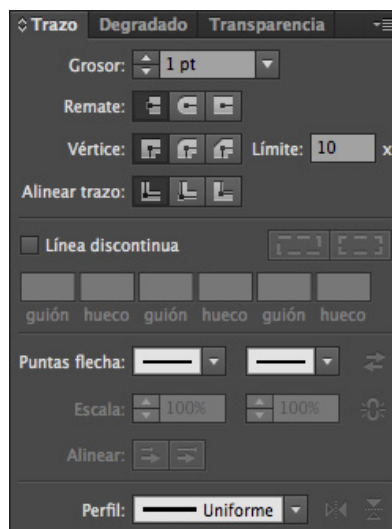 Trazo Degradado Transparencia
Grosor: 1 pt
Remate:
Vértice: Límite: 10 x
Alinear trazo:
Línea discontinua
guión hueco guión hueco guión hueco
Puntas flecha:
Escala: 100% 100%
Alinear:
Perfil: Uniforme